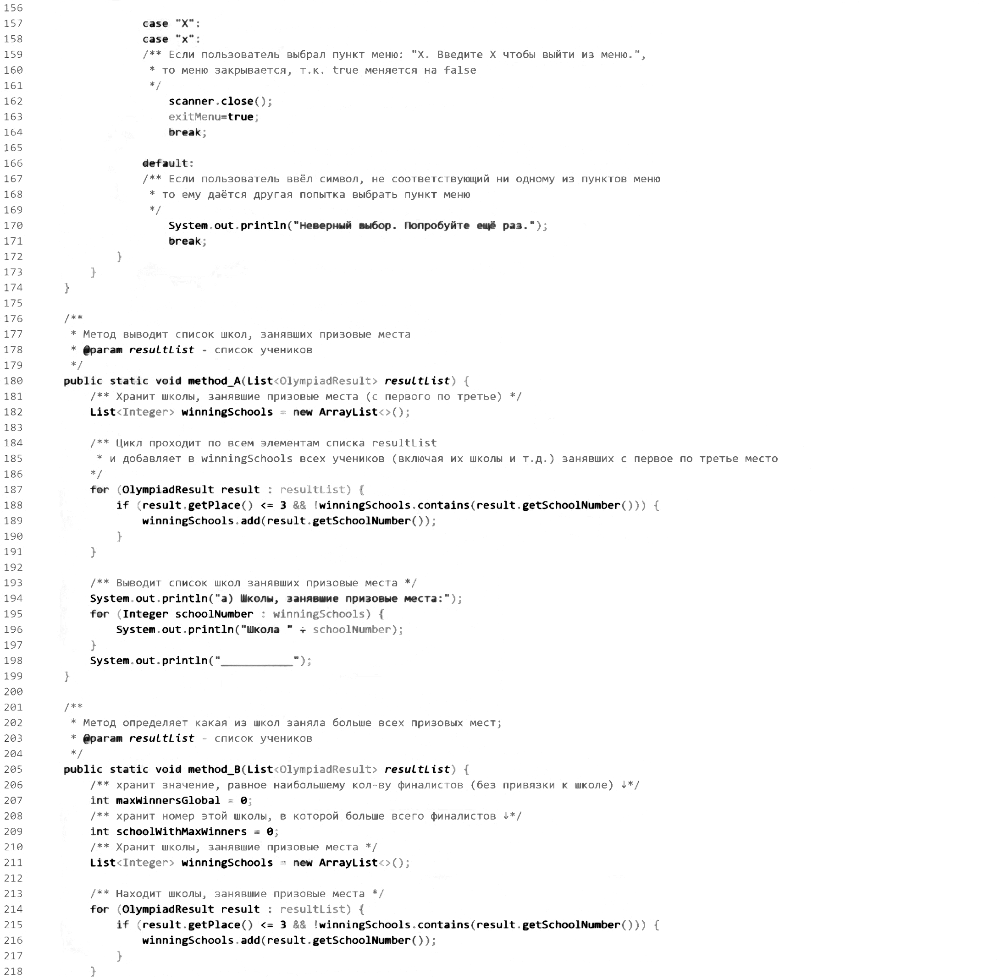 156
157 case "X":
158 case "x":
159 /** Если пользователь выбрал пункт меню: "X. Введите X чтобы выйти из меню.",
160 * то меню закрывается, т.к. true меняется на false
161 */
162 scanner.close();
163 exitMenu=true;
164 break;
165
166 default:
167 /** Если пользователь ввёл символ, не соответствующий ни одному из пунктов меню
168 * то ему даётся другая попытка выбрать пункт меню
169 */
170 System.out.println("Неверный выбор. Попробуйте ещё раз.");
171 break;
172 }
173 }
174 }
175
176 /**
177 * Метод выводит список школ, занявших призовые места
178 * @param resultList - список учеников
179 */
180 public static void method_A(List<OlympiadResult> resultList) {
181 /** Хранит школы, занявшие призовые места (с первого по третье) */
182 List<Integer> winningSchools = new ArrayList<>();
183
184 /** Цикл проходит по всем элементам списка resultList
185 * и добавляет в winningSchools всех учеников (включая их школы и т.д.) занявших с первое по третье место
186 */
187 for (OlympiadResult result : resultList) {
188 if (result.getPlace() <= 3 && !winningSchools.contains(result.getSchoolNumber())) {
189 winningSchools.add(result.getSchoolNumber());
190 }
191 }
192
193 /** Выводит список школ занявших призовые места */
194 System.out.println("а) Школы, занявшие призовые места:");
195 for (Integer schoolNumber : winningSchools) {
196 System.out.println("Школа " + schoolNumber);
197 }
198 System.out.println("___________");
199 }
200
201 /**
202 * Метод определяет какая из школ заняла больше всех призовых мест;
203 * @param resultList - список учеников
204 */
205 public static void method_B(List<OlympiadResult> resultList) {
206 /** хранит значение, равное наибольшему кол-ву финалистов (без привязки к школе) ↓*/
207 int maxWinnersGlobal = 0;
208 /** хранит номер этой школы, в которой больше всего финалистов ↓*/
209 int schoolWithMaxWinners = 0;
210 /** Хранит школы, занявшие призовые места */
211 List<Integer> winningSchools = new ArrayList<>();
212
213 /** Находит школы, занявшие призовые места */
214 for (OlympiadResult result : resultList) {
215 if (result.getPlace() <= 3 && !winningSchools.contains(result.getSchoolNumber())) {
216 winningSchools.add(result.getSchoolNumber());
217 }
218 }